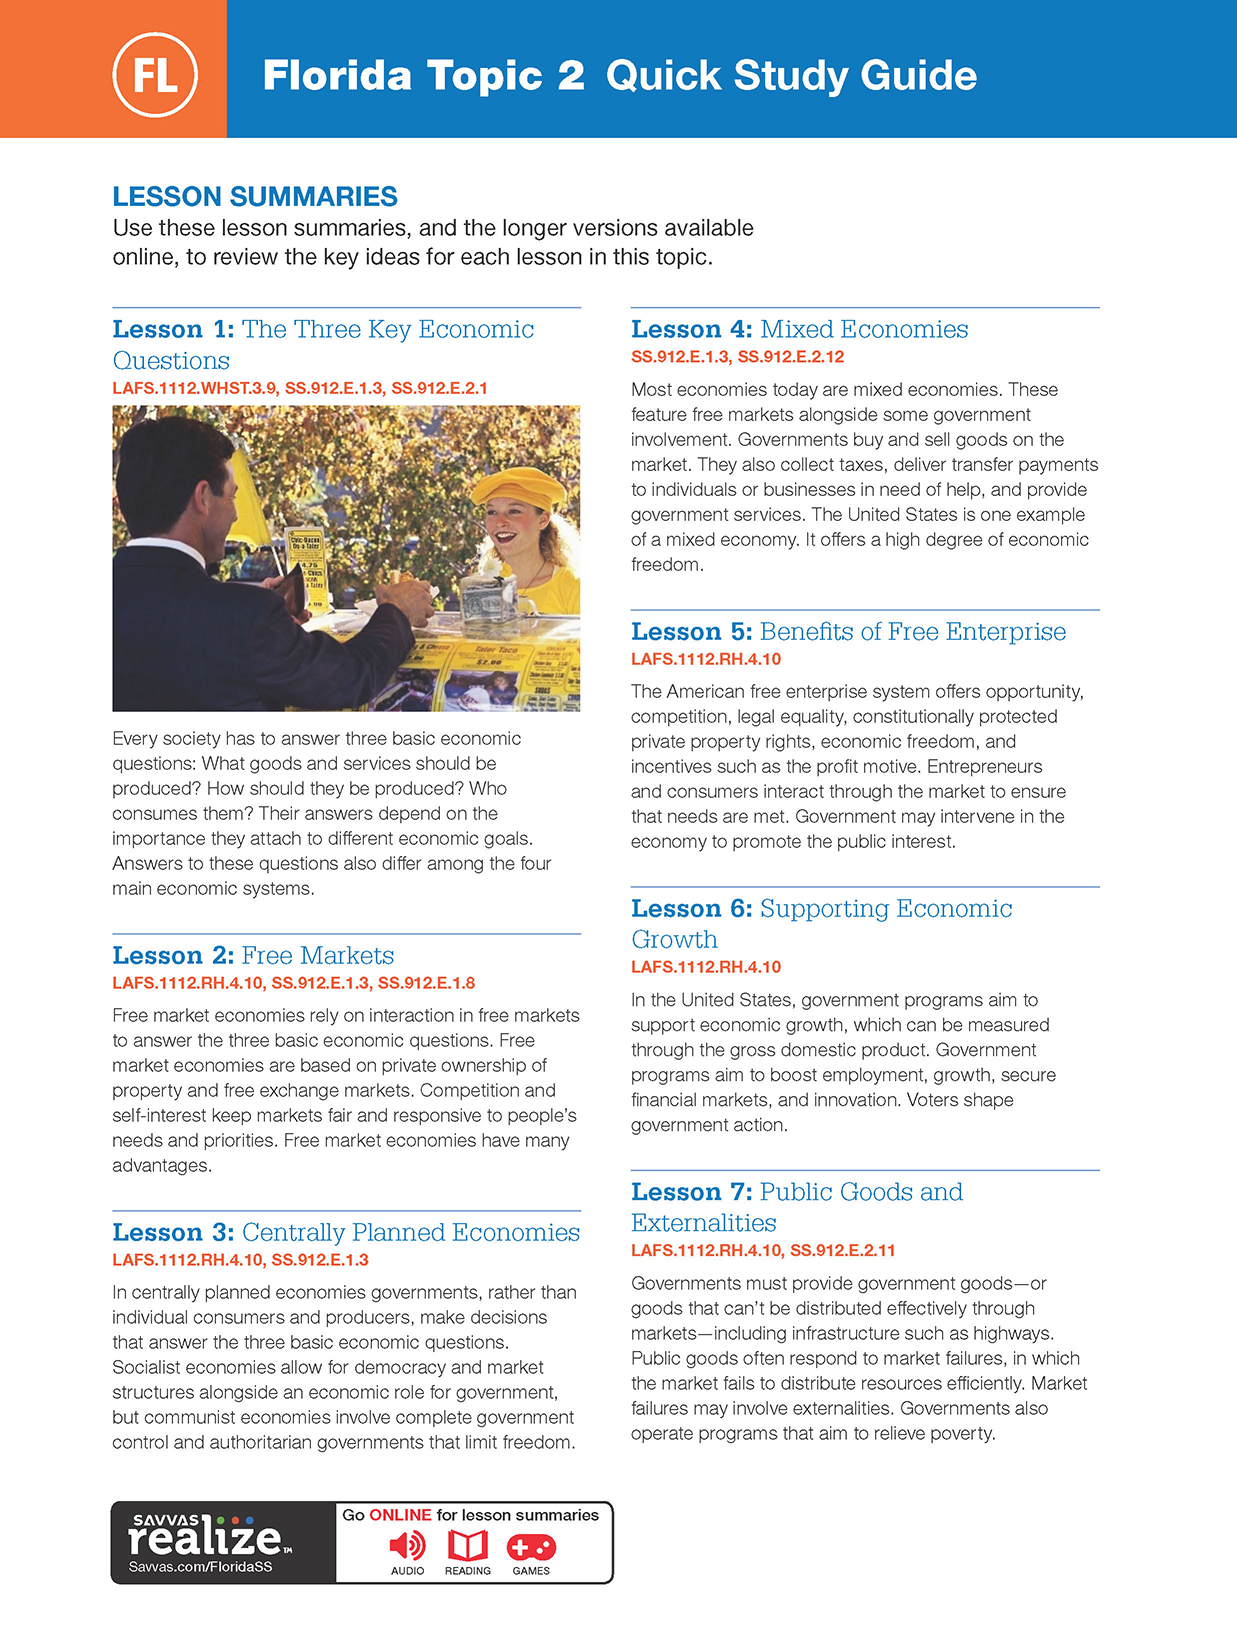 FL
Florida Topic 2 Quick Study Guide
LESSON SUMMARIES
Use these lesson summaries, and the longer versions available
online, to review the key ideas for each lesson in this topic.
Lesson 1: The Three Key Economic
Questions
LAFS.1112.WHST.3.9, SS.912.E.1.3, SS.912.E.2.1
4.75
Tater Taco
$2.00
Every society has to answer three basic economic
questions: What goods and services should be
produced? How should they be produced? Who
consumes them? Their answers depend on the
importance they attach to different economic goals.
Answers to these questions also differ among the four
main economic systems.
Lesson 2: Free Markets
LAFS.1112.RH.4.10, SS.912.E.1.3, SS.912.E.1.8
Free market economies rely on interaction in free markets
to answer the three basic economic questions. Free
market economies are based on private ownership of
property and free exchange markets. Competition and
self-interest keep markets fair and responsive to people's
needs and priorities. Free market economies have many
advantages.
Lesson 3: Centrally Planned Economies
LAFS.1112.RH.4.10, SS.912.E.1.3
In centrally planned economies governments, rather than
individual consumers and producers, make decisions
that answer the three basic economic questions.
Socialist economies allow for democracy and market
structures alongside an economic role for government,
but communist economies involve complete government
control and authoritarian governments that limit freedom.
Lesson 4: Mixed Economies
SS.912.E.1.3, SS.912.E.2.12
Most economies today are mixed economies. These
feature free markets alongside some government
involvement. Governments buy and sell goods on the
market. They also collect taxes, deliver transfer payments
to individuals or businesses in need of help, and provide
government services. The United States is one example
of a mixed economy. It offers a high degree of economic
freedom.
Lesson 5: Benefits of Free Enterprise
LAFS.1112.RH.4.10
The American free enterprise system offers opportunity,
competition, legal equality, constitutionally protected
private property rights, economic freedom, and
incentives such as the profit motive. Entrepreneurs
and consumers interact through the market to ensure
that needs are met. Government may intervene in the
economy to promote the public interest.
Lesson 6: Supporting Economic
Growth
LAFS.1112.RH.4.10
In the United States, government programs aim to
support economic growth, which can be measured
through the gross domestic product. Government
programs aim to boost employment, growth, secure
financial markets, and innovation. Voters shape
government action.
Lesson 7: Public Goods and
Externalities
LAFS.1112.RH.4.10, SS.912.E.2.11
Governments must provide government goods—or
goods that can't be distributed effectively through
markets—including infrastructure such as highways.
Public goods often respond to market failures, in which
the market fails to distribute resources efficiently. Market
failures may involve externalities. Governments also
operate programs that aim to relieve poverty.
SAVVAS
realize™
Savvas.com/FloridaSS
Go ONLINE for lesson summaries
AUDIO READING GAMES